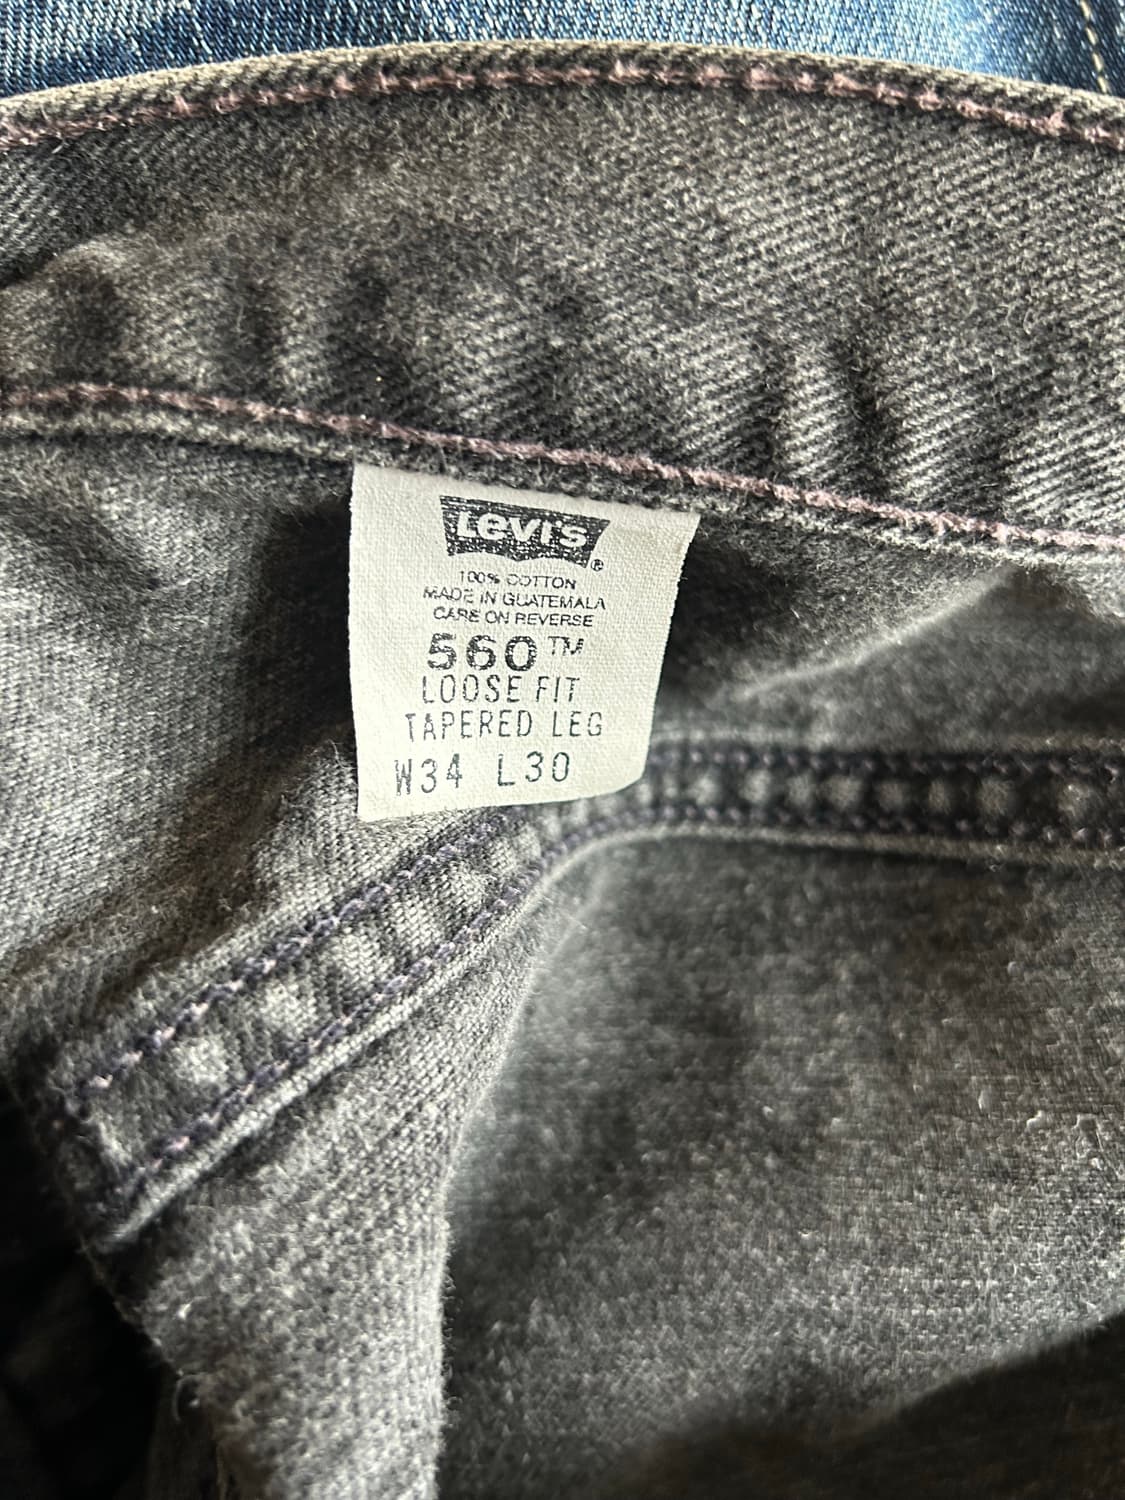 Levi's®
100% COTTON
MADE IN GUATEMALA
CARE ON REVERSE
560™
LOOSE FIT
TAPERED LEG
W34 L30